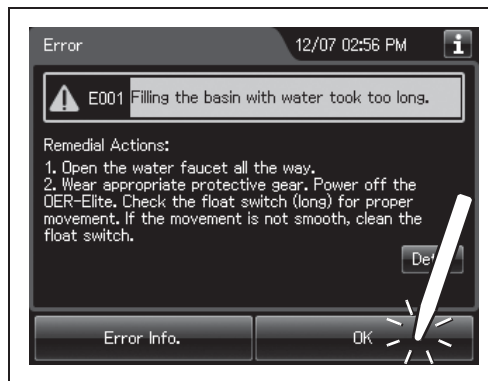 Error
12/07 02:56 PM
i
E001 Filling the basin with water took too long.
Remedial Actions:
1. Open the water faucet all the way.
2. Wear appropriate protective gear. Power off the
OER-Elite. Check the float switch (long) for proper
movement. If the movement is not smooth, clean the
float switch.
Error Info.
OK